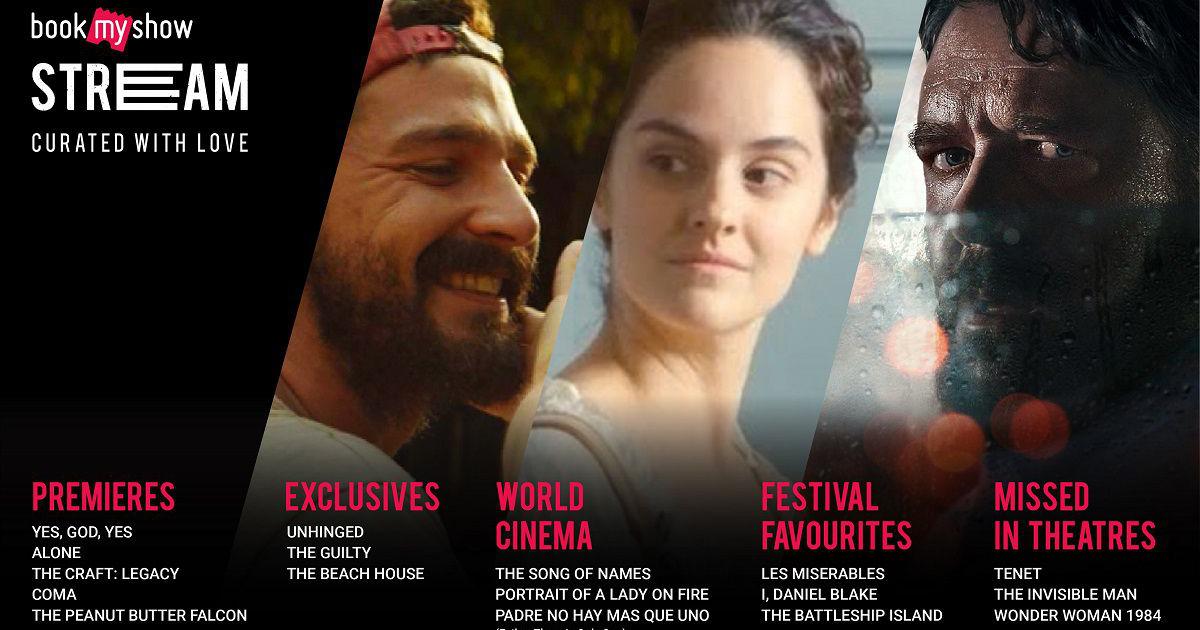 bookmyshow
STREAM
CURATED WITH LOVE
PREMIERES
YES, GOD, YES
ALONE
THE CRAFT: LEGACY
COMA
THE PEANUT BUTTER FALCON
EXCLUSIVES
UNHINGED
THE GUILTY
THE BEACH HOUSE
WORLD
CINEMA
THE SONG OF NAMES
PORTRAIT OF A LADY ON FIRE
PADRE NO HAY MAS QUE UNO
FESTIVAL
FAVOURITES
LES MISERABLES
I, DANIEL BLAKE
THE BATTLESHIP ISLAND
MISSED
IN THEATRES
TENET
THE INVISIBLE MAN
WONDER WOMAN 1984